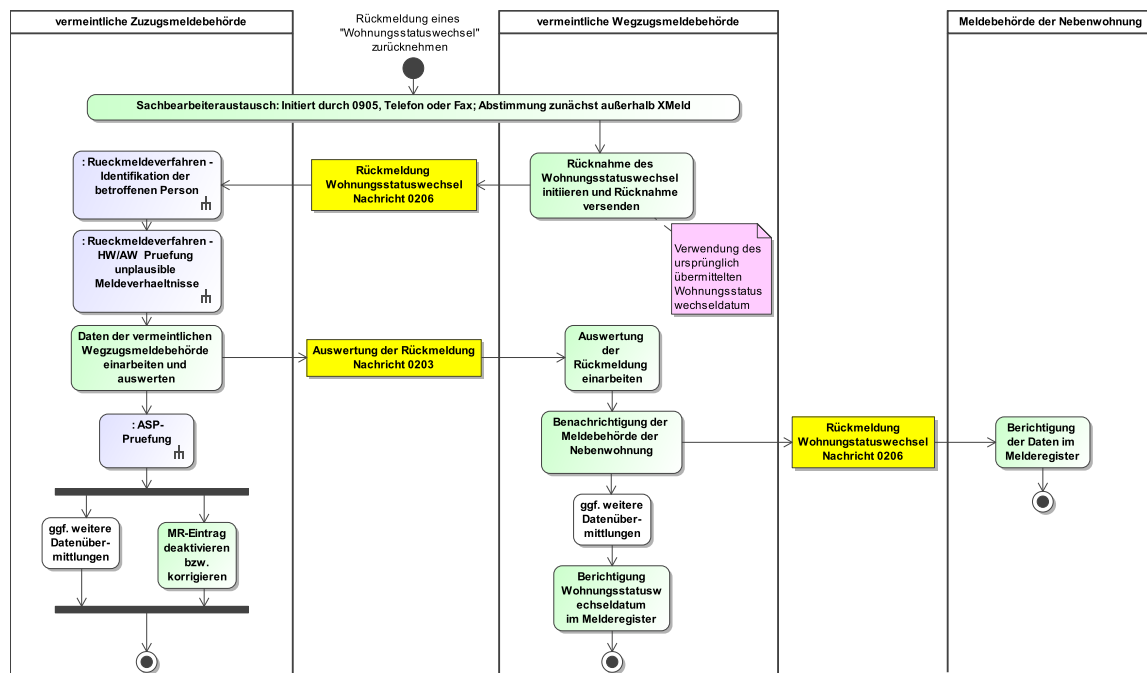 vermeintliche Zuzugsmeldebehörde
Rückmeldung eines
"Wohnungsstatuswechsel"
zurücknehmen
vermeintliche Wegzugsmeldebehörde
Meldebehörde der Nebenwohnung
Sachbearbeiteraustausch: Initiert durch 0905, Telefon oder Fax; Abstimmung zunächst außerhalb XMeld
: Rueckmeldeverfahren -
Identifikation der
betroffenen Person
Rückmeldung
Wohnungsstatuswechsel
Nachricht 0206
Rücknahme des
Wohnungsstatuswechsel
initiieren und Rücknahme
versenden
Verwendung des
ursprünglich
übermittelten
Wohnungsstatus
wechseldatum
: Rueckmeldeverfahren -
HW/AW Pruefung
unplausible
Meldeverhaeltnisse
Daten der vermeintlichen
Wegzugsmeldebehörde
einarbeiten und
auswerten
Auswertung der Rückmeldung
Nachricht 0203
Auswertung
der
Rückmeldung
einarbeiten
: ASP-
Pruefung
Benachrichtigung der
Meldebehörde der
Nebenwohnung
Rückmeldung
Wohnungstatuswechsel
Nachricht 0206
Berichtigung
der Daten im
Melderegister
ggf. weitere
Datenüber-
mittlungen
MR-Eintrag
deaktivieren
bzw.
korrigieren
ggf. weitere
Datenüber-
mittlungen
Berichtigung
Wohnungsstatusw
echseldatum
im Melderegister